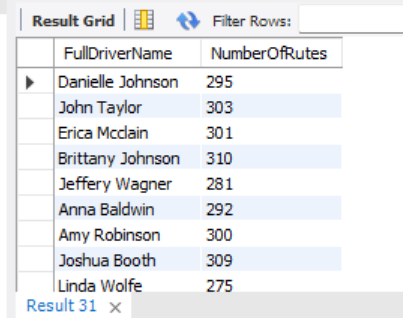 Result Grid Filter Rows:
FullDriverName NumberOfRutes
Danielle Johnson 295
John Taylor 303
Erica Mcclain 301
Brittany Johnson 310
Jeffery Wagner 281
Anna Baldwin 292
Amy Robinson 300
Joshua Booth 309
Linda Wolfe 275
Result 31 ×